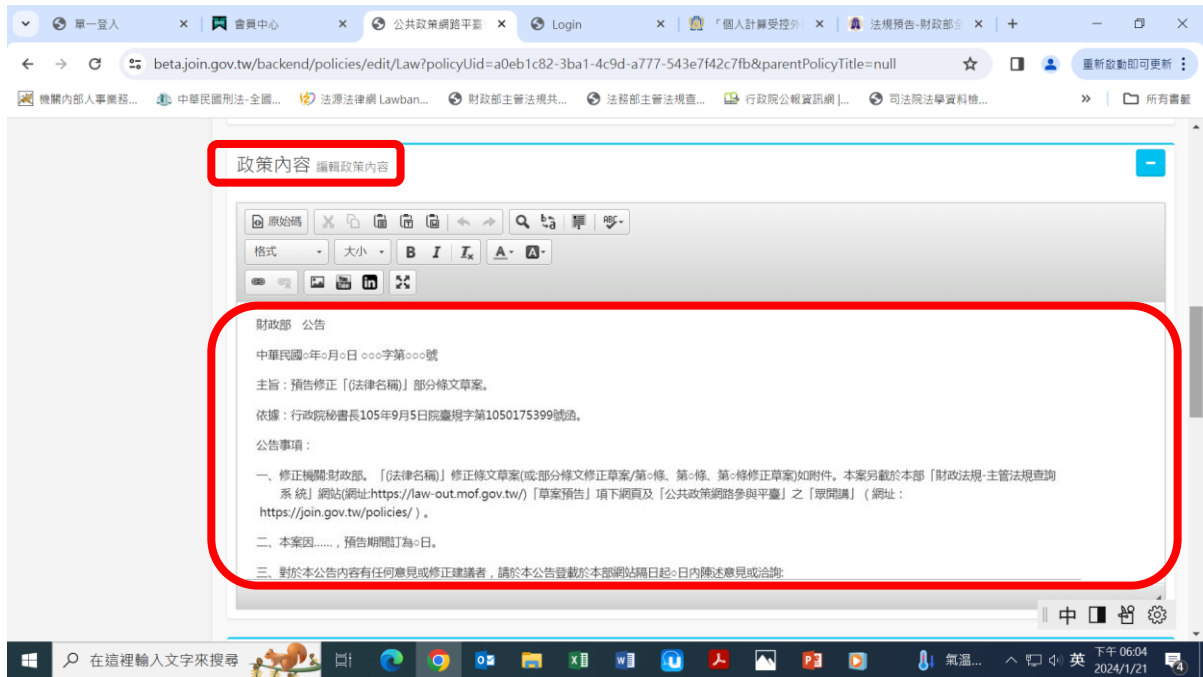 單一登入
會員中心
公共政策網路平臺
Login
「個人計算受控外
法規預告-財政部全
beta.join.gov.tw/backend/policies/edit/Law?policyUid=a0eb1c82-3ba1-4c9d-a777-543e7f42c7fb&parentPolicyTitle=null
重新啟動即可更新
機關內部人事業務...
中華民國刑法-全國...
法源法律網 Lawban...
財政部主管法規共...
法務部主管法規查...
行政院公報資訊網 |...
司法院法學資料檢...
所有書籤
政策內容 編輯政策內容
原始碼
格式 大小 B I Ix A A
財政部 公告
中華民國○年○月○日 ○○○字第○○○號
主旨：預告修正「(法律名稱)」部分條文草案。
依據：行政院秘書長105年9月5日院臺規字第1050175399號函。
公告事項：
一、修正機關:財政部。「(法律名稱)」修正條文草案(或:部分條文修正草案/第○條、第○條、第○條修正草案)如附件。本案另載於本部「財政法規-主管法規查詢
系 統」網站(網址:https://law-out.mof.gov.tw/)「草案預告」項下網頁及「公共政策網路參與平臺」之「眾開講」（網址：
https://join.gov.tw/policies/）。
二、本案因......，預告期間訂為○日。
三、對於本公告內容有任何意見或修正建議者，請於本公告登載於本部網站隔日起○日內陳述意見或洽詢:
中
在這裡輸入文字來搜尋
氣溫...
英
下午 06:04
2024/1/21
4